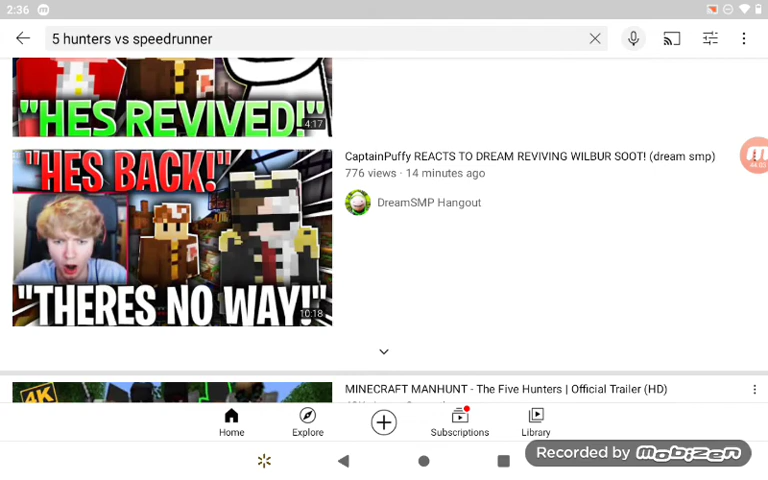 2:36
5 hunters vs speedrunner
"HES REVIVED!"
4:17
"HES BACK!"
"THERES NO WAY!"
10:18
CaptainPuffy REACTS TO DREAM REVIVING WILBUR SOOT! (dream smp)
776 views · 14 minutes ago
DreamSMP Hangout
4K
MINECRAFT MANHUNT - The Five Hunters | Official Trailer (HD)
Home
Explore
Subscriptions
Library
Recorded by mobizen